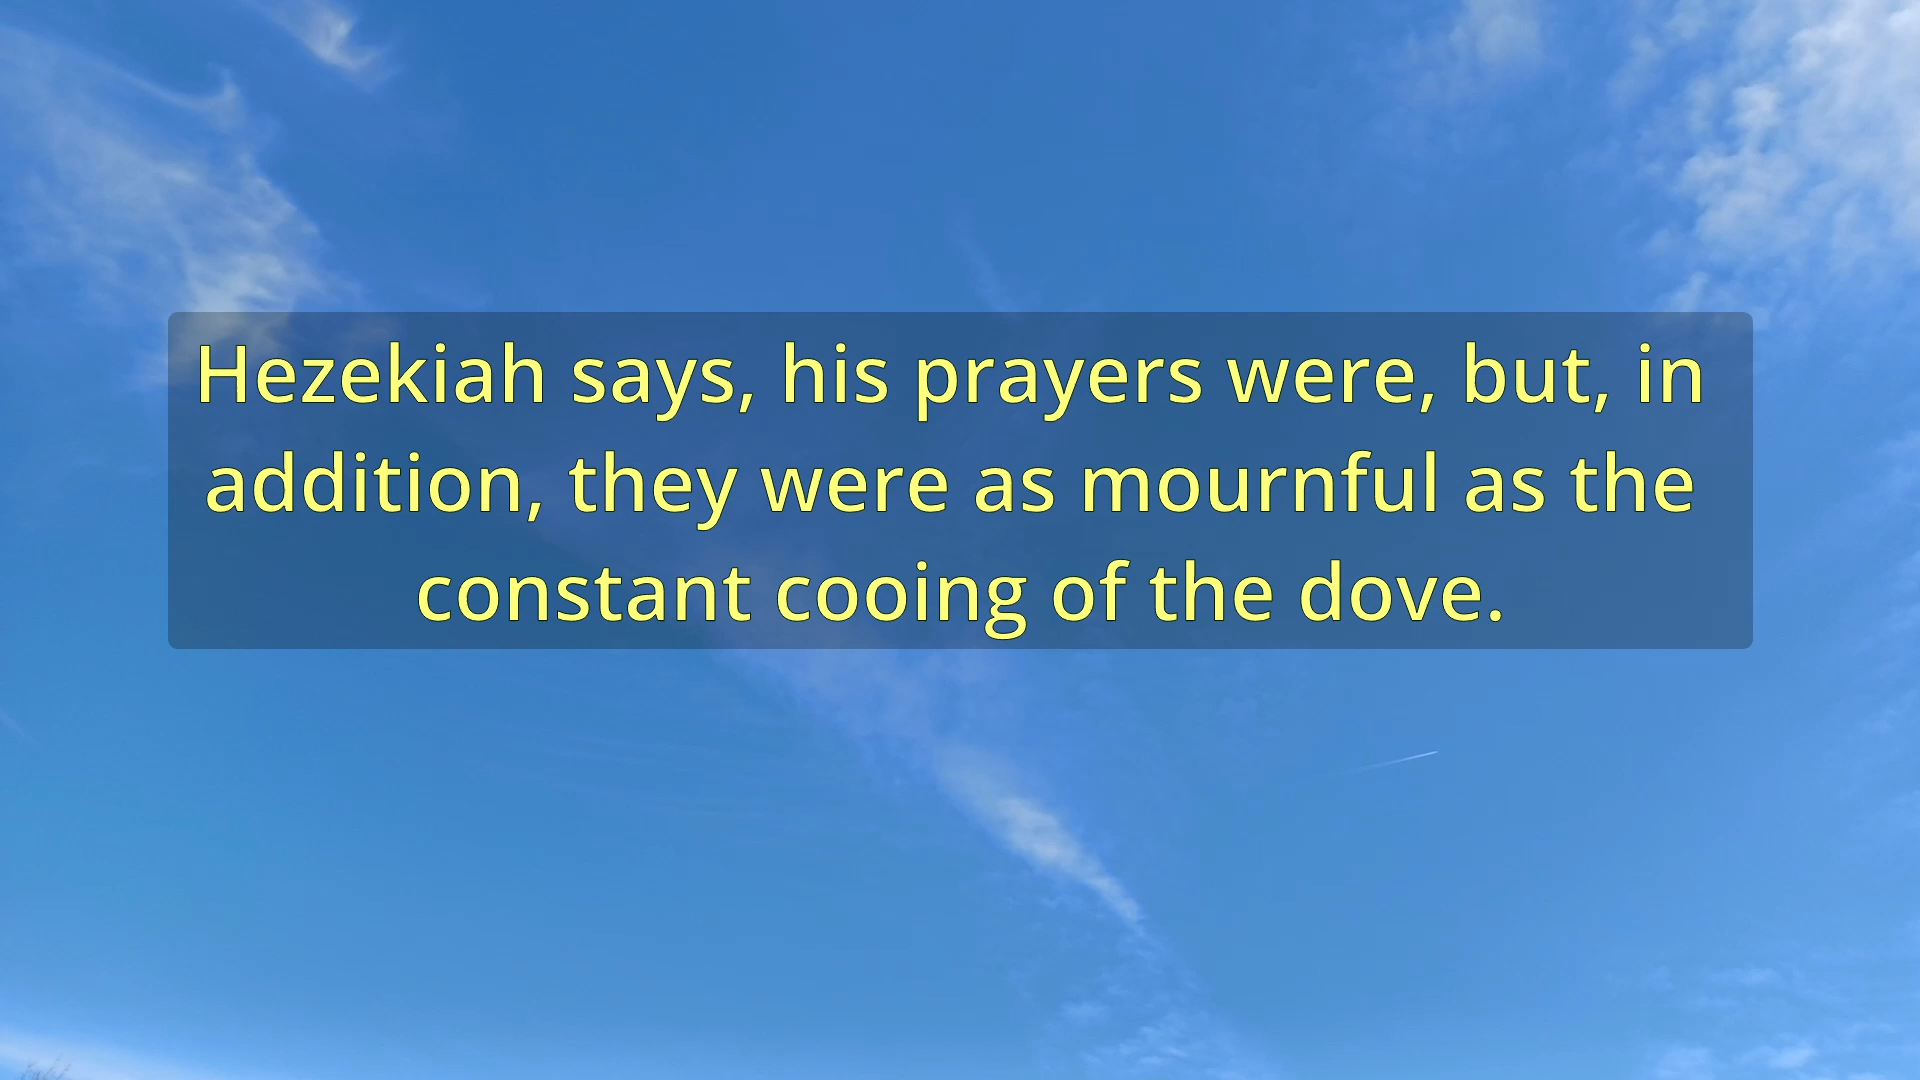 Hezekiah says, his prayers were, but, in
addition, they were as mournful as the
constant cooing of the dove.